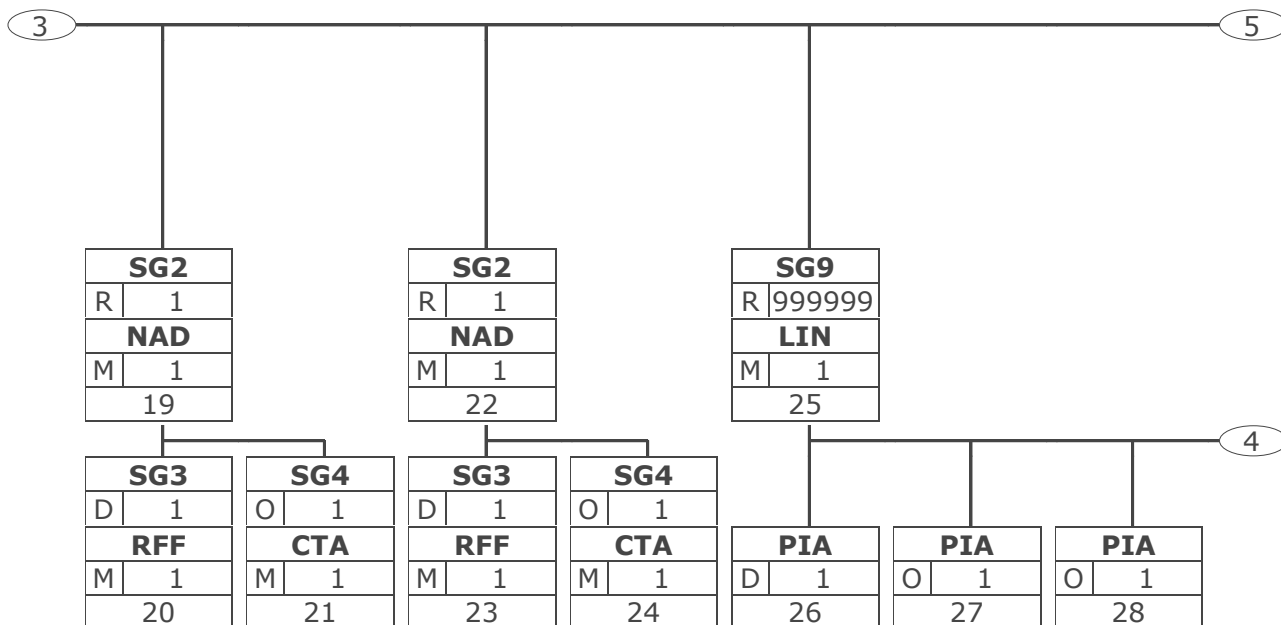 3 5
SG2 SG2 SG9
R 1 R 1 R 999999
NAD NAD LIN
M 1 M 1 M 1
19 22 25
4
SG3 SG4 SG3 SG4
D 1 O 1 D 1 O 1
RFF CTA RFF CTA PIA PIA PIA
M 1 M 1 M 1 M 1 D 1 O 1 O 1
20 21 23 24 26 27 28